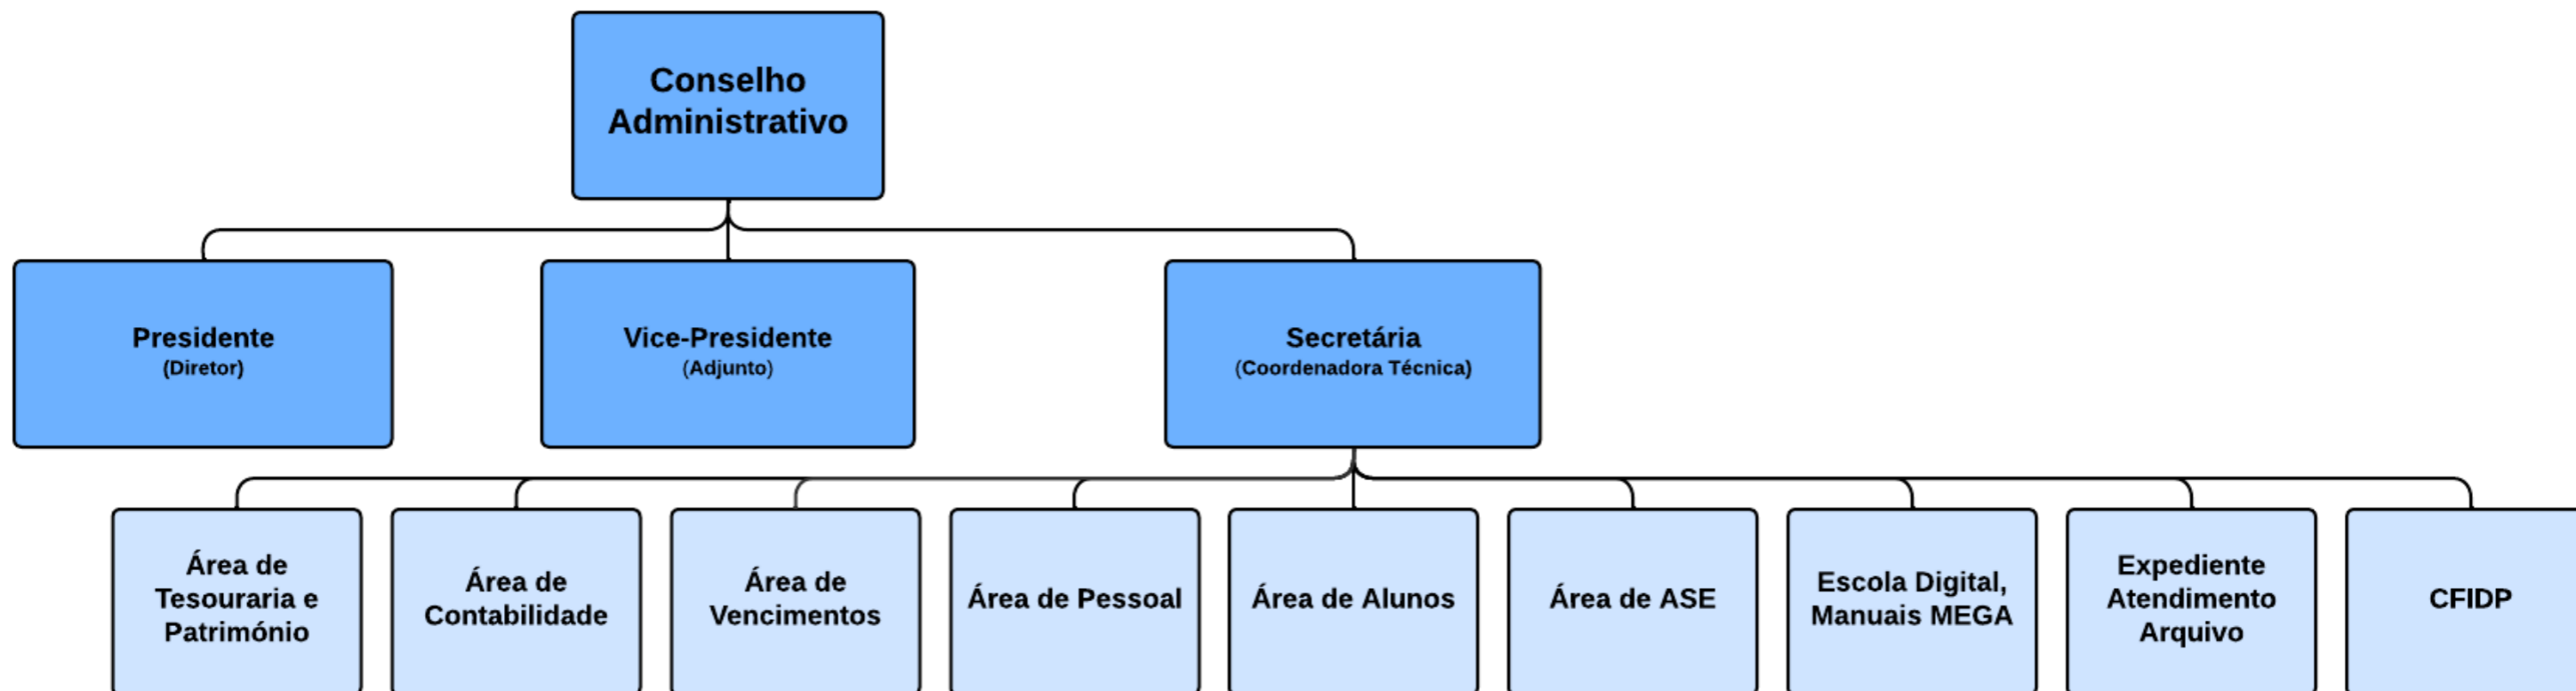 Conselho
Administrativo
Presidente
(Diretor)
Vice-Presidente
(Adjunto)
Secretária
(Coordenadora Técnica)
Área de
Tesouraria e
Património
Área de
Contabilidade
Área de
Vencimentos
Área de Pessoal
Área de Alunos
Área de ASE
Escola Digital,
Manuais MEGA
Expediente
Atendimento
Arquivo
CFIDP